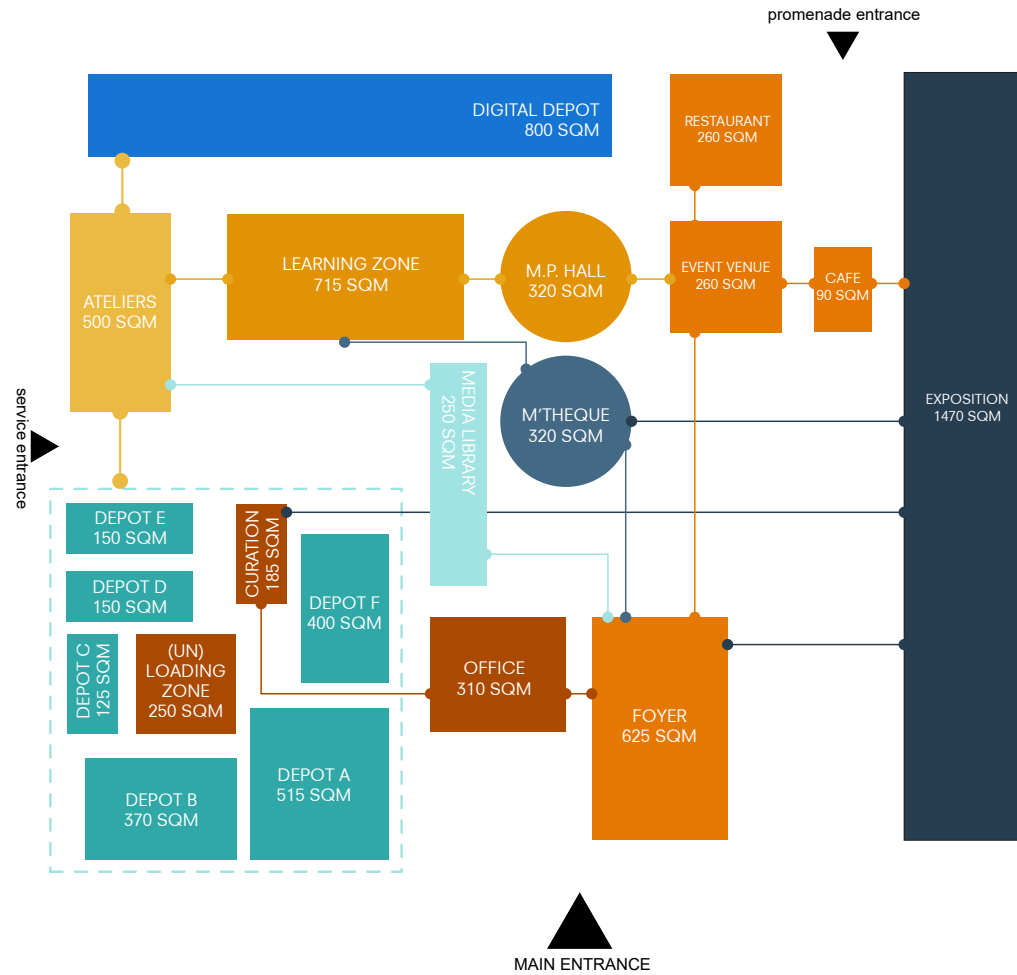 promenade entrance
DIGITAL DEPOT
800 SQM
RESTAURANT
260 SQM
ATELIERS
500 SQM
LEARNING ZONE
715 SQM
M.P. HALL
320 SQM
EVENT VENUE
260 SQM
CAFE
90 SQM
EXPOSITION
1470 SQM
MEDIA LIBRARY
250 SQM
M'THEQUE
320 SQM
service entrance
DEPOT E
150 SQM
CURATION
185 SQM
DEPOT D
150 SQM
DEPOT F
400 SQM
DEPOT C
125 SQM
(UN)
LOADING
ZONE
250 SQM
OFFICE
310 SQM
FOYER
625 SQM
DEPOT A
515 SQM
DEPOT B
370 SQM
MAIN ENTRANCE